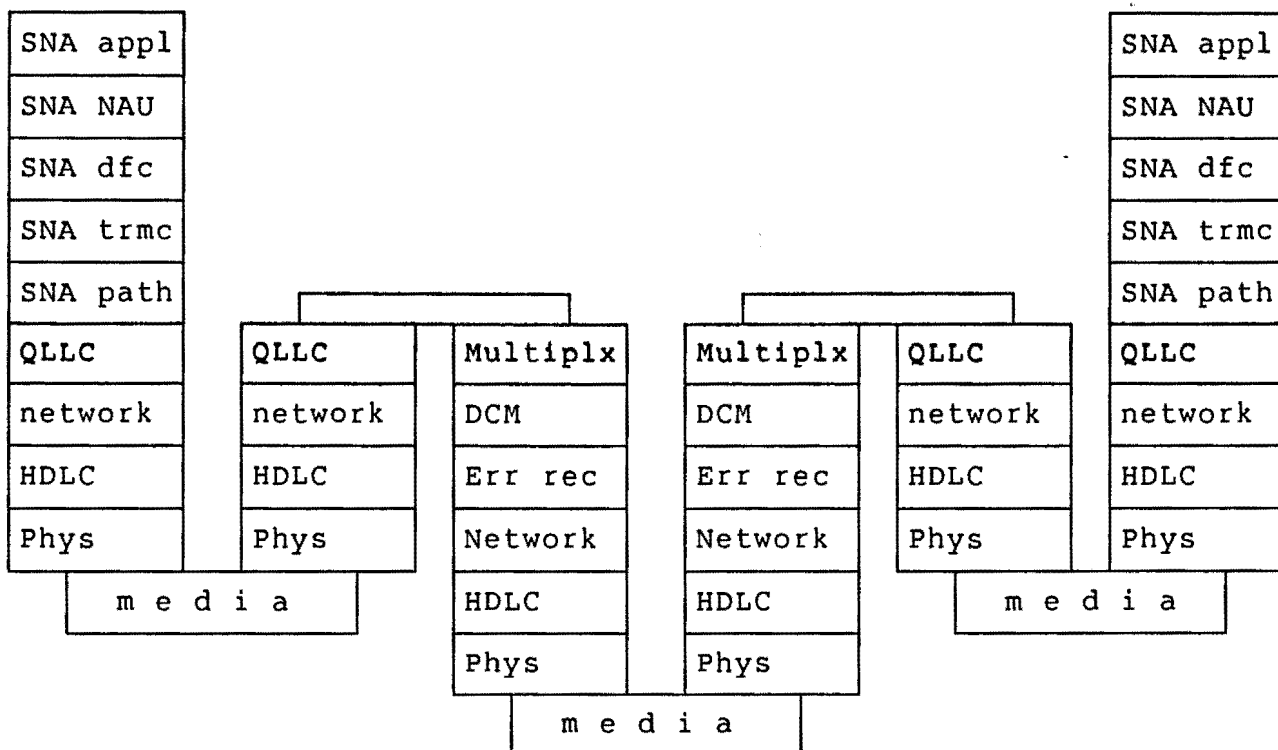 SNA appl
SNA NAU
SNA dfc
SNA trmc
SNA path
QLLC
network
HDLC
Phys
QLLC
network
HDLC
Phys
m e d i a
Multiplx
DCM
Err rec
Network
HDLC
Phys
Multiplx
DCM
Err rec
Network
HDLC
Phys
m e d i a
QLLC
network
HDLC
Phys
SNA appl
SNA NAU
SNA dfc
SNA trmc
SNA path
QLLC
network
HDLC
Phys
m e d i a